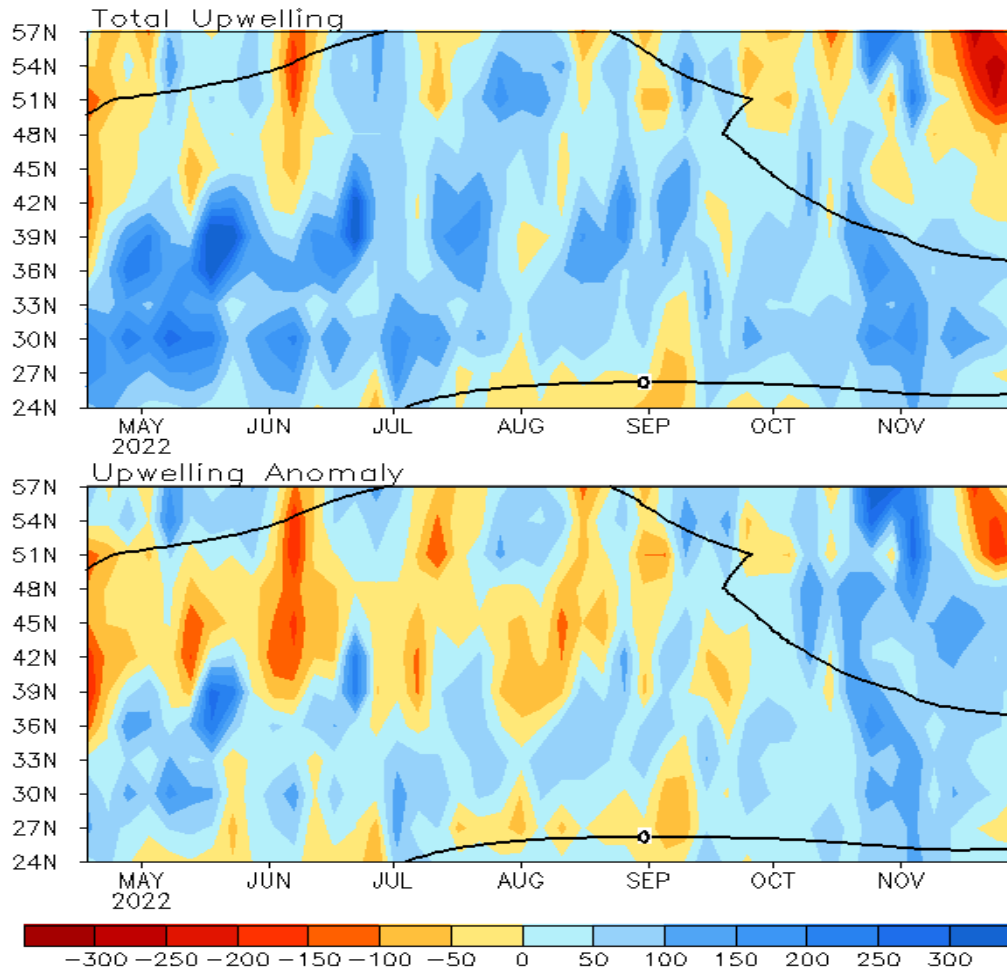 Total Upwelling
57N
54N
51N
48N
45N
42N
39N
36N
33N
30N
27N
24N
0
MAY JUN JUL AUG SEP OCT NOV
2022
Upwelling Anomaly
57N
54N
51N
48N
45N
42N
39N
36N
33N
30N
27N
24N
0
MAY JUN JUL AUG SEP OCT NOV
2022
-300 -250 -200 -150 -100 -50 0 50 100 150 200 250 300